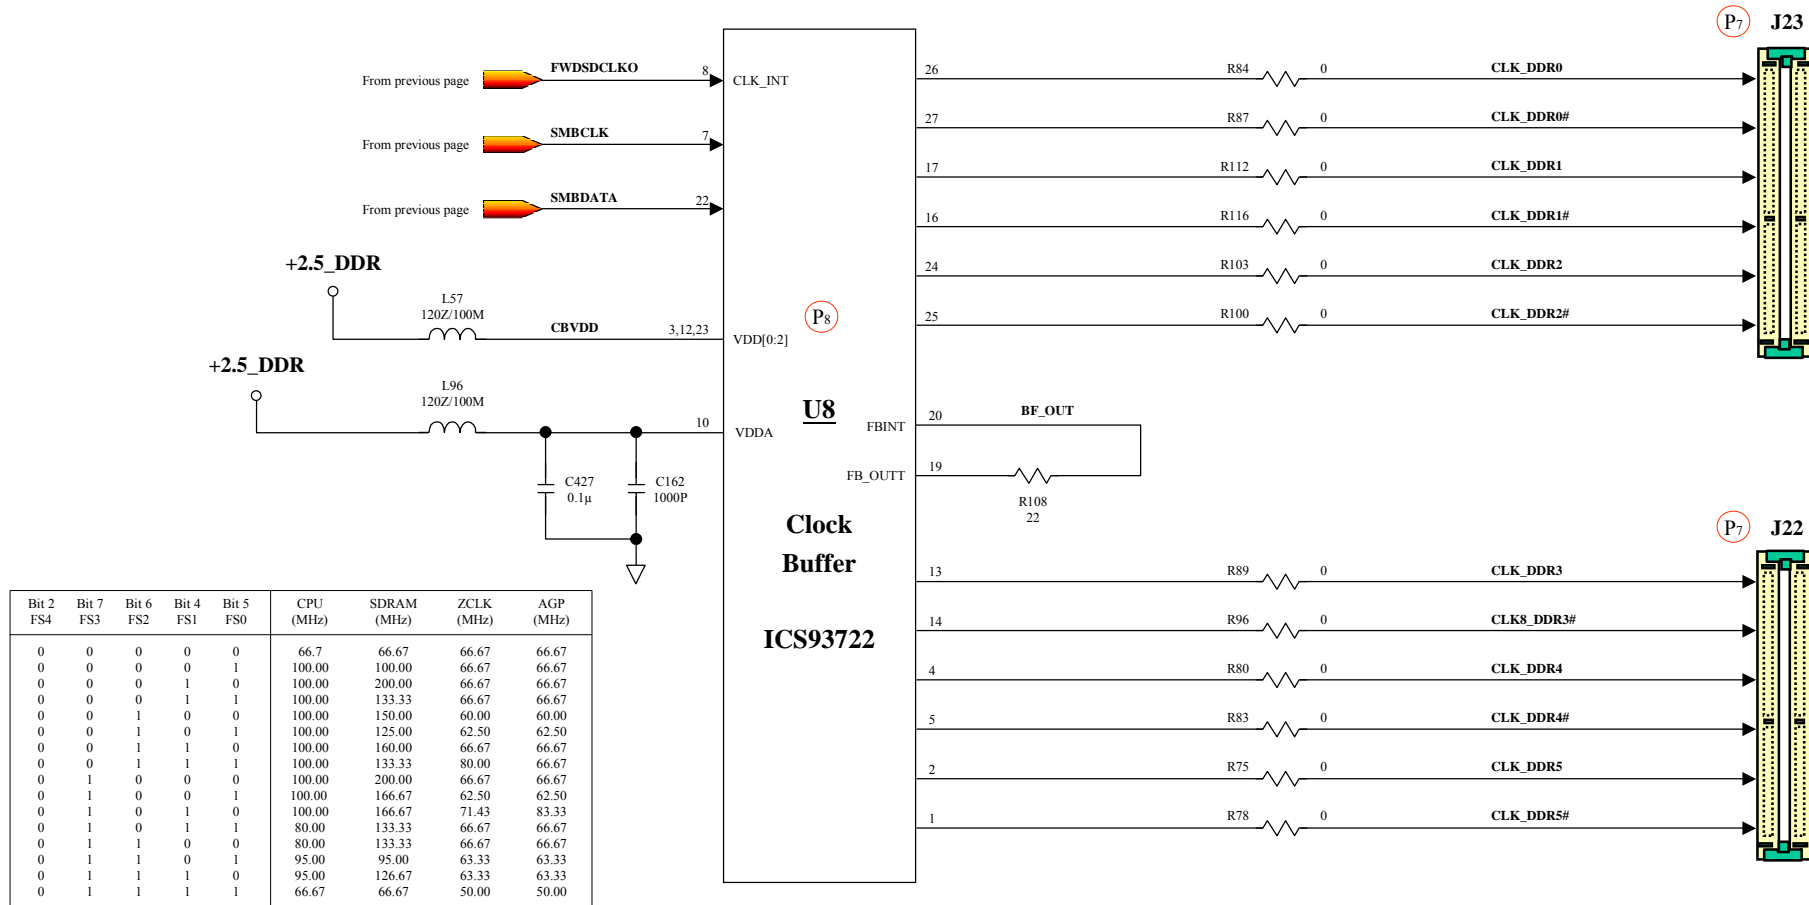 P7 J23
From previous page FWDSDCLKO 8 CLK_INT
From previous page SMBCLK 7
From previous page SMBDATA 22
26 R84 0 CLK_DDR0
27 R87 0 CLK_DDR0#
17 R112 0 CLK_DDR1
16 R116 0 CLK_DDR1#
24 R103 0 CLK_DDR2
25 R100 0 CLK_DDR2#
+2.5_DDR
L57
120Z/100M
CBVDD 3,12,23 VDD[0:2]
P8
+2.5_DDR
L96
120Z/100M
10 VDDA
C427
0.1µ
C162
1000P
U8
Clock
Buffer
ICS93722
FBINT 20 BF_OUT
FB_OUTT 19
R108
22
P7 J22
13 R89 0 CLK_DDR3
14 R96 0 CLK8_DDR3#
4 R80 0 CLK_DDR4
5 R83 0 CLK_DDR4#
2 R75 0 CLK_DDR5
1 R78 0 CLK_DDR5#
Bit 2 Bit 7 Bit 6 Bit 4 Bit 5 CPU SDRAM ZCLK AGP
FS4 FS3 FS2 FS1 FS0 (MHz) (MHz) (MHz) (MHz)
0 0 0 0 0 66.7 66.67 66.67 66.67
0 0 0 0 1 100.00 100.00 66.67 66.67
0 0 0 1 0 100.00 200.00 66.67 66.67
0 0 0 1 1 100.00 133.33 66.67 66.67
0 0 1 0 0 100.00 150.00 60.00 60.00
0 0 1 0 1 100.00 125.00 62.50 62.50
0 0 1 1 0 100.00 160.00 66.67 66.67
0 0 1 1 1 100.00 133.33 80.00 66.67
0 1 0 0 0 100.00 200.00 66.67 66.67
0 1 0 0 1 100.00 166.67 62.50 62.50
0 1 0 1 0 100.00 166.67 71.43 83.33
0 1 0 1 1 80.00 133.33 66.67 66.67
0 1 1 0 0 80.00 133.33 66.67 66.67
0 1 1 0 1 95.00 95.00 63.33 63.33
0 1 1 1 0 95.00 126.67 63.33 63.33
0 1 1 1 1 66.67 66.67 50.00 50.00